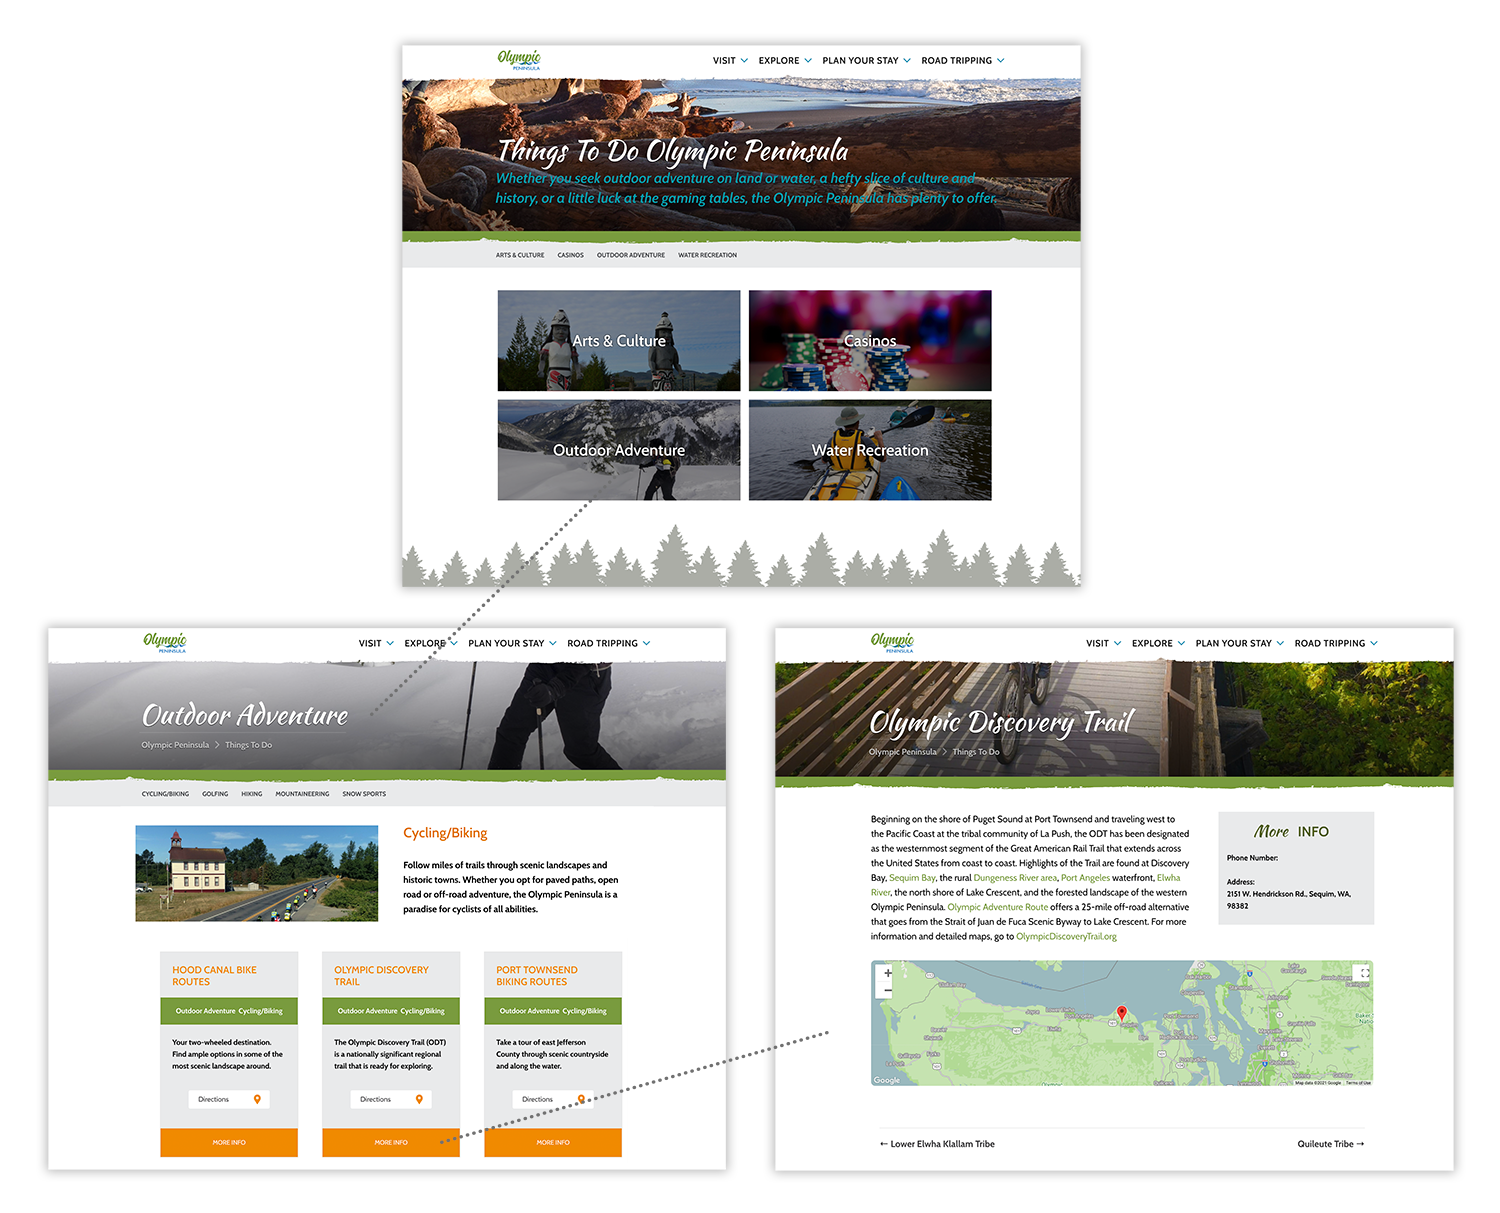 Olympic
PENINSULA
VISIT EXPLORE PLAN YOUR STAY ROAD TRIPPING
Things To Do Olympic Peninsula
Whether you seek outdoor adventure on land or water, a hefty slice of culture and
history, or a little luck at the gaming tables, the Olympic Peninsula has plenty to offer.
ARTS & CULTURE CASINOS OUTDOOR ADVENTURE WATER RECREATION
Arts & Culture
Casinos
Outdoor Adventure
Water Recreation
Olympic
PENINSULA
VISIT EXPLORE PLAN YOUR STAY ROAD TRIPPING
Outdoor Adventure
Olympic Peninsula > Things To Do
CYCLING/BIKING GOLFING HIKING MOUNTAINEERING SNOW SPORTS
Cycling/Biking
Follow miles of trails through scenic landscapes and
historic towns. Whether you opt for paved paths, open
road or off-road adventure, the Olympic Peninsula is a
paradise for cyclists of all abilities.
HOOD CANAL BIKE
ROUTES
Outdoor Adventure Cycling/Biking
Your two-wheeled destination.
Find ample options in some of the
most scenic landscape around.
Directions
MORE INFO
OLYMPIC DISCOVERY
TRAIL
Outdoor Adventure Cycling/Biking
The Olympic Discovery Trail (ODT)
is a nationally significant regional
trail that is ready for exploring.
Directions
MORE INFO
PORT TOWNSEND
BIKING ROUTES
Outdoor Adventure Cycling/Biking
Take a tour of east Jefferson
County through scenic countryside
and along the water.
Directions
MORE INFO
Olympic
PENINSULA
VISIT EXPLORE PLAN YOUR STAY ROAD TRIPPING
Olympic Discovery Trail
Olympic Peninsula > Things To Do
Beginning on the shore of Puget Sound at Port Townsend and traveling west to
the Pacific Coast at the tribal community of La Push, the ODT has been designated
as the westernmost segment of the Great American Rail Trail that extends across
the United States from coast to coast. Highlights of the Trail are found at Discovery
Bay, Sequim Bay, the rural Dungeness River area, Port Angeles waterfront, Elwha
River, the north shore of Lake Crescent, and the forested landscape of the western
Olympic Peninsula. Olympic Adventure Route offers a 25-mile off-road alternative
that goes from the Strait of Juan de Fuca Scenic Byway to Lake Crescent. For more
information and detailed maps, go to OlympicDiscoveryTrail.org
More INFO
Phone Number:
Address:
2151 W. Hendrickson Rd., Sequim, WA,
98382
Google
Map data ©2021 Google Terms of Use
← Lower Elwha Klallam Tribe
Quileute Tribe →